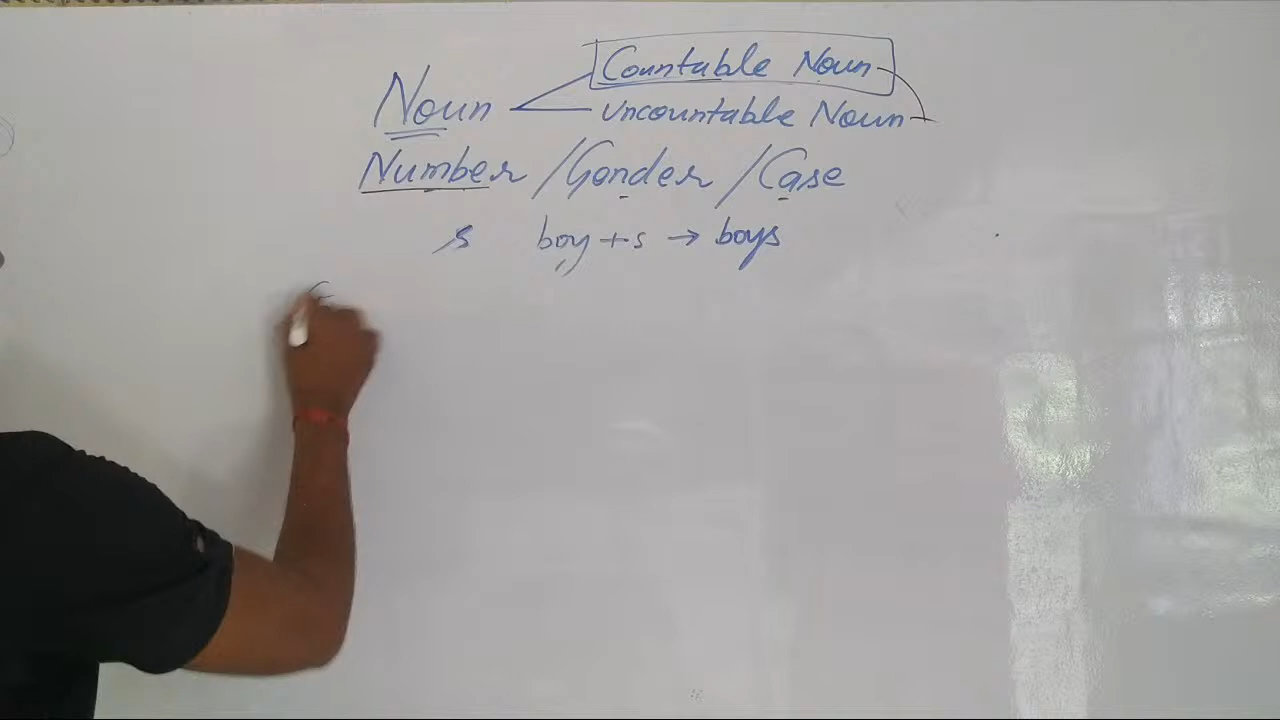 Countable Noun
Noun
Uncountable Noun
Number / Gender / Case
s boy + s → boys